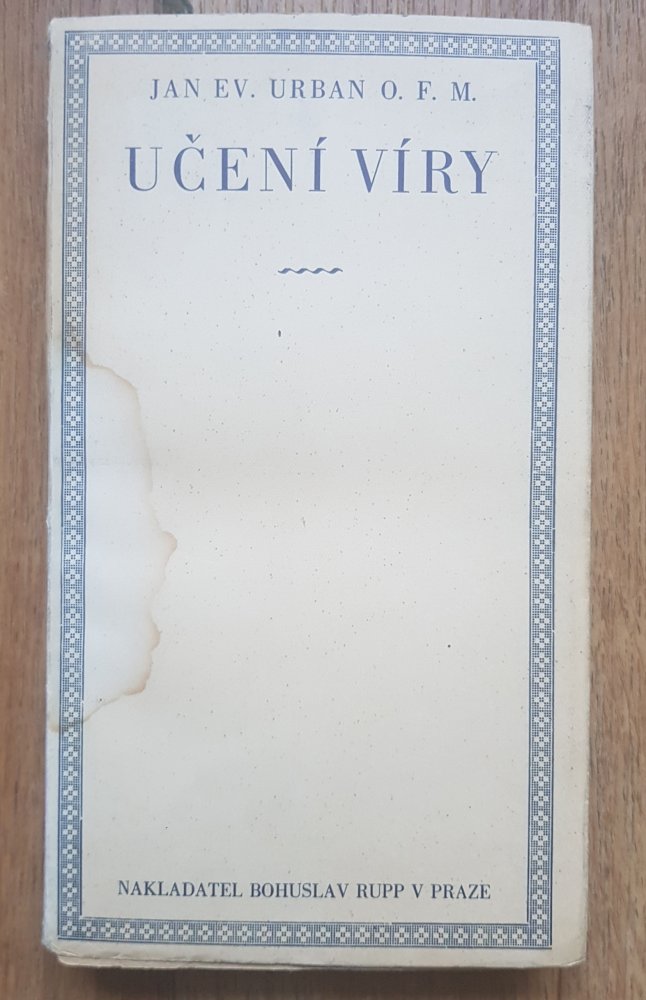 JAN EV. URBAN O. F. M.
UČENÍ VÍRY
NAKLADATEL BOHUSLAV RUPP V PRAZE